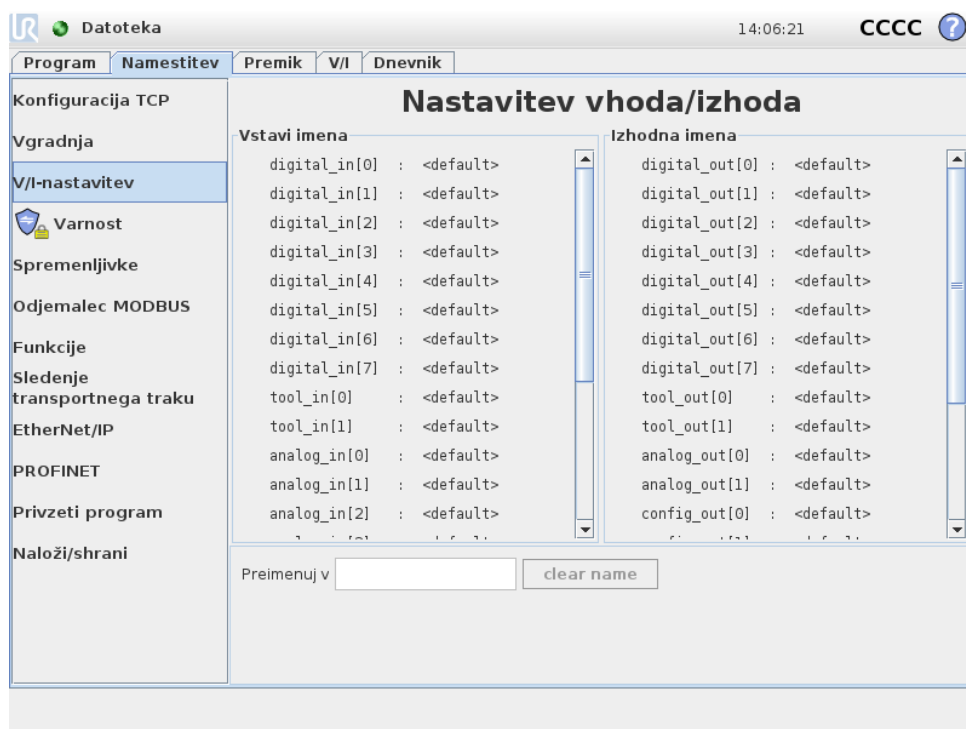 UR Datoteka 14:06:21 CCCC ?
Program Namestitev Premik V/I Dnevnik
Konfiguracija TCP
Vgradnja
V/I-nastavitev
Varnost
Spremenljivke
Odjemalec MODBUS
Funkcije
Sledenje
transportnega traku
EtherNet/IP
PROFINET
Privzeti program
Naloži/shrani
Nastavitev vhoda/izhoda
Vstavi imena
digital_in[0] : <default>
digital_in[1] : <default>
digital_in[2] : <default>
digital_in[3] : <default>
digital_in[4] : <default>
digital_in[5] : <default>
digital_in[6] : <default>
digital_in[7] : <default>
tool_in[0] : <default>
tool_in[1] : <default>
analog_in[0] : <default>
analog_in[1] : <default>
analog_in[2] : <default>
Izhodna imena
digital_out[0] : <default>
digital_out[1] : <default>
digital_out[2] : <default>
digital_out[3] : <default>
digital_out[4] : <default>
digital_out[5] : <default>
digital_out[6] : <default>
digital_out[7] : <default>
tool_out[0] : <default>
tool_out[1] : <default>
analog_out[0] : <default>
analog_out[1] : <default>
config_out[0] : <default>
Preimenuj v
clear name